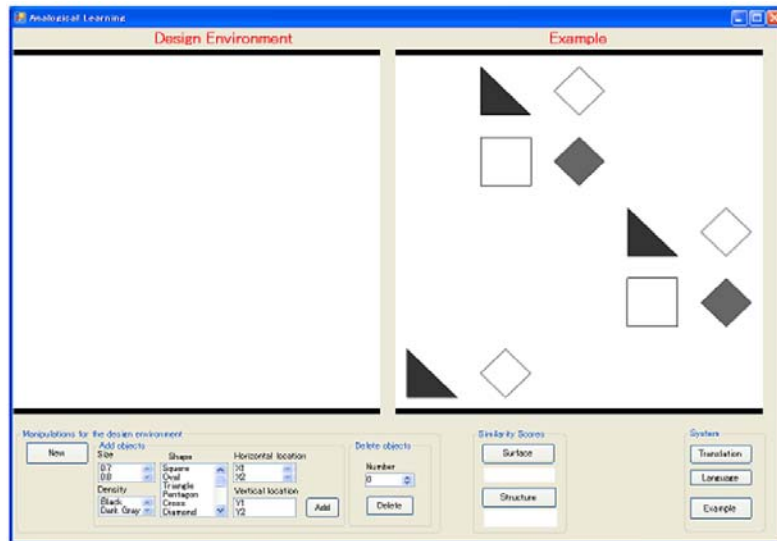 Analogical Learning
Design Environment
Example
Manipulations for the design environment
New
Add objects
Size
0.7
0.8
Density
Black
Dark Gray
Shape
Square
Oval
Triangle
Pentagon
Cross
Diamond
Horizontal location
X1
X2
Vertical location
Y1
Y2
Add
Delete objects
Number
0
Delete
Similarity Scores
Surface
Structure
System
Translation
Language
Example